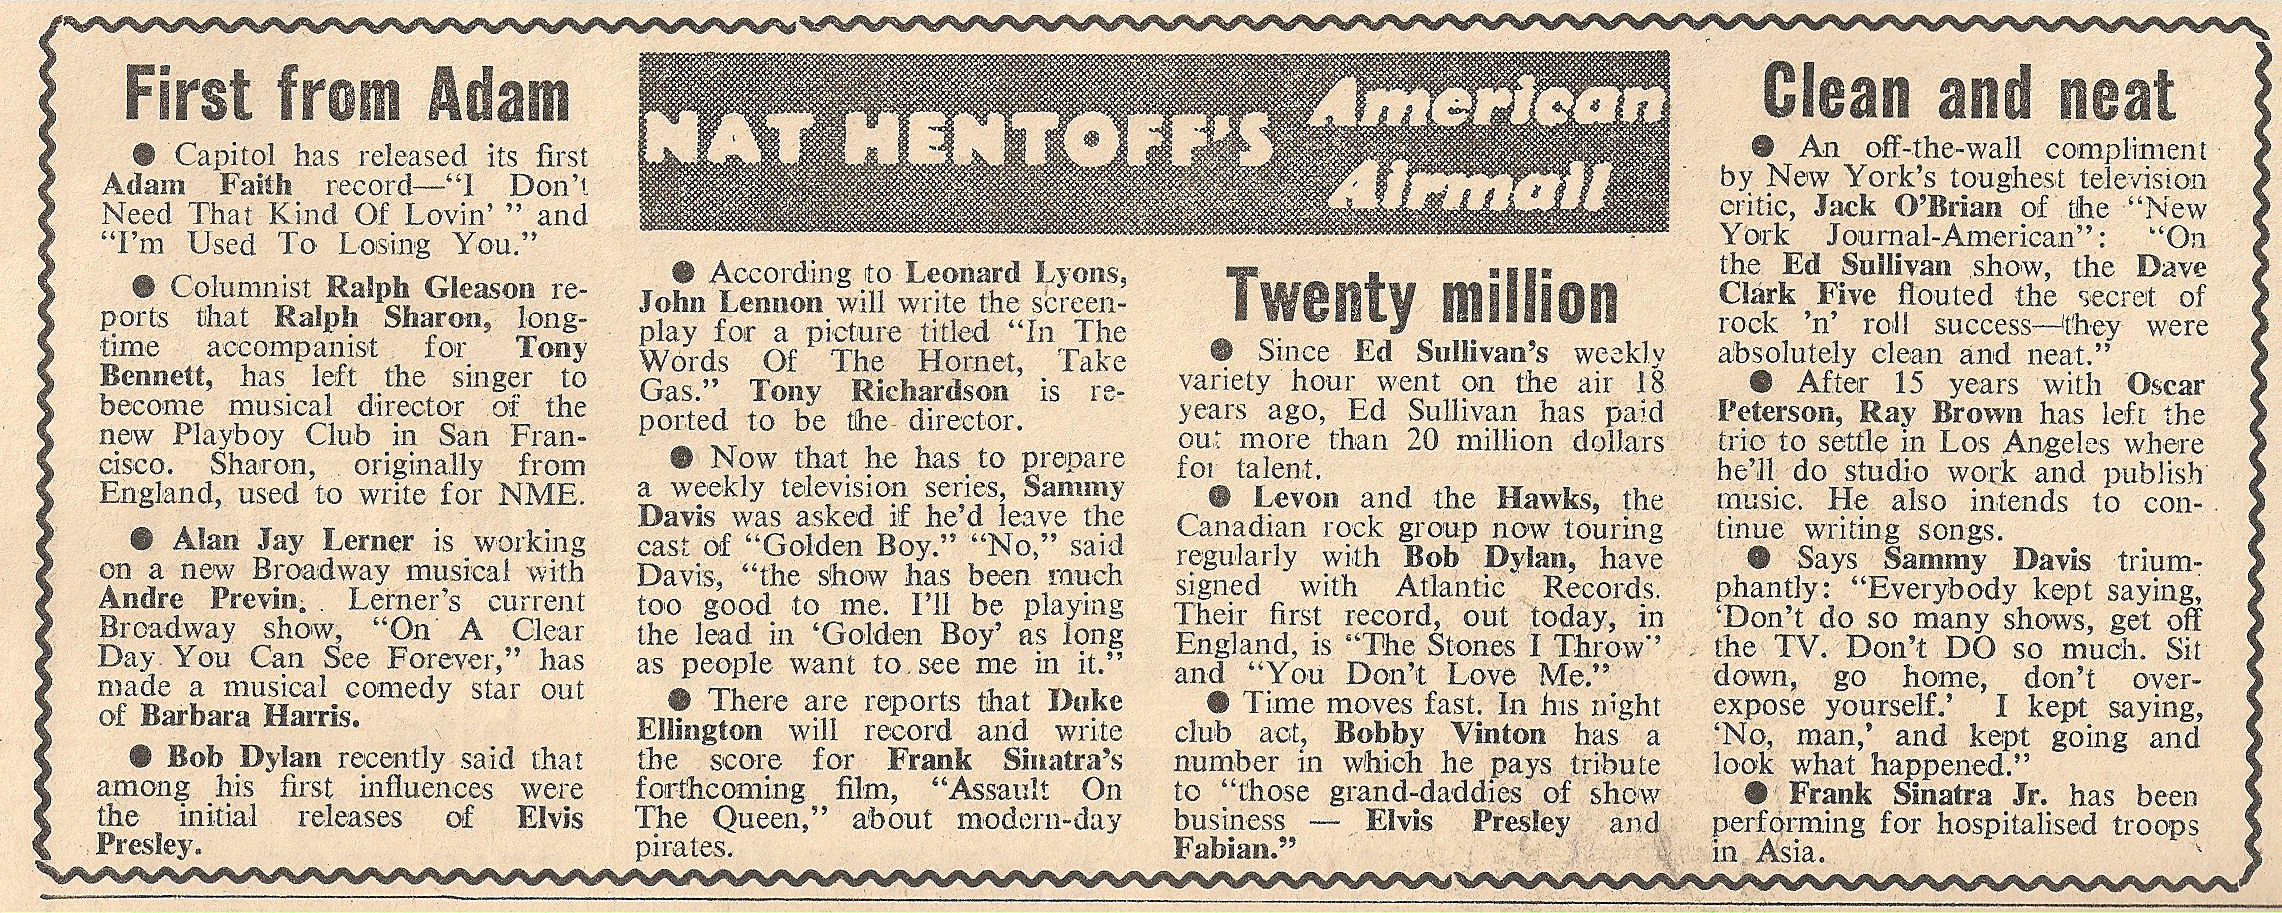 First from Adam
● Capitol has released its first
Adam Faith record—“I Don't
Need That Kind Of Lovin' ” and
“I'm Used To Losing You.”
● Columnist Ralph Gleason re-
ports that Ralph Sharon, long-
time accompanist for Tony
Bennett, has left the singer to
become musical director of the
new Playboy Club in San Fran-
cisco. Sharon, originally from
England, used to write for NME.
● Alan Jay Lerner is working
on a new Broadway musical with
Andre Previn. Lerner's current
Broadway show, “On A Clear
Day You Can See Forever,” has
made a musical comedy star out
of Barbara Harris.
● Bob Dylan recently said that
among his first influences were
the initial releases of Elvis
Presley.
NAT HENTOFF'S American
Airmail
● According to Leonard Lyons,
John Lennon will write the screen-
play for a picture titled “In The
Words Of The Hornet, Take
Gas.” Tony Richardson is re-
ported to be the director.
● Now that he has to prepare
a weekly television series, Sammy
Davis was asked if he'd leave the
cast of “Golden Boy.” “No,” said
Davis, “the show has been much
too good to me. I'll be playing
the lead in ‘Golden Boy’ as long
as people want to see me in it.”
● There are reports that Duke
Ellington will record and write
the score for Frank Sinatra's
forthcoming film, “Assault On
The Queen,” about modern-day
pirates.
Twenty million
● Since Ed Sullivan's weekly
variety hour went on the air 18
years ago, Ed Sullivan has paid
out more than 20 million dollars
for talent.
● Levon and the Hawks, the
Canadian rock group now touring
regularly with Bob Dylan, have
signed with Atlantic Records.
Their first record, out today, in
England, is “The Stones I Throw”
and “You Don't Love Me.”
● Time moves fast. In his night
club act, Bobby Vinton has a
number in which he pays tribute
to “those grand-daddies of show
business — Elvis Presley and
Fabian.”
Clean and neat
● An off-the-wall compliment
by New York's toughest television
critic, Jack O'Brian of the “New
York Journal-American”: “On
the Ed Sullivan show, the Dave
Clark Five flouted the secret of
rock 'n' roll success—they were
absolutely clean and neat.”
● After 15 years with Oscar
Peterson, Ray Brown has left the
trio to settle in Los Angeles where
he'll do studio work and publish
music. He also intends to con-
tinue writing songs.
● Says Sammy Davis trium-
phantly: “Everybody kept saying,
‘Don't do so many shows, get off
the TV. Don't DO so much. Sit
down, go home, don't over-
expose yourself.’ I kept saying,
‘No, man,’ and kept going and
look what happened.”
● Frank Sinatra Jr. has been
performing for hospitalised troops
in Asia.